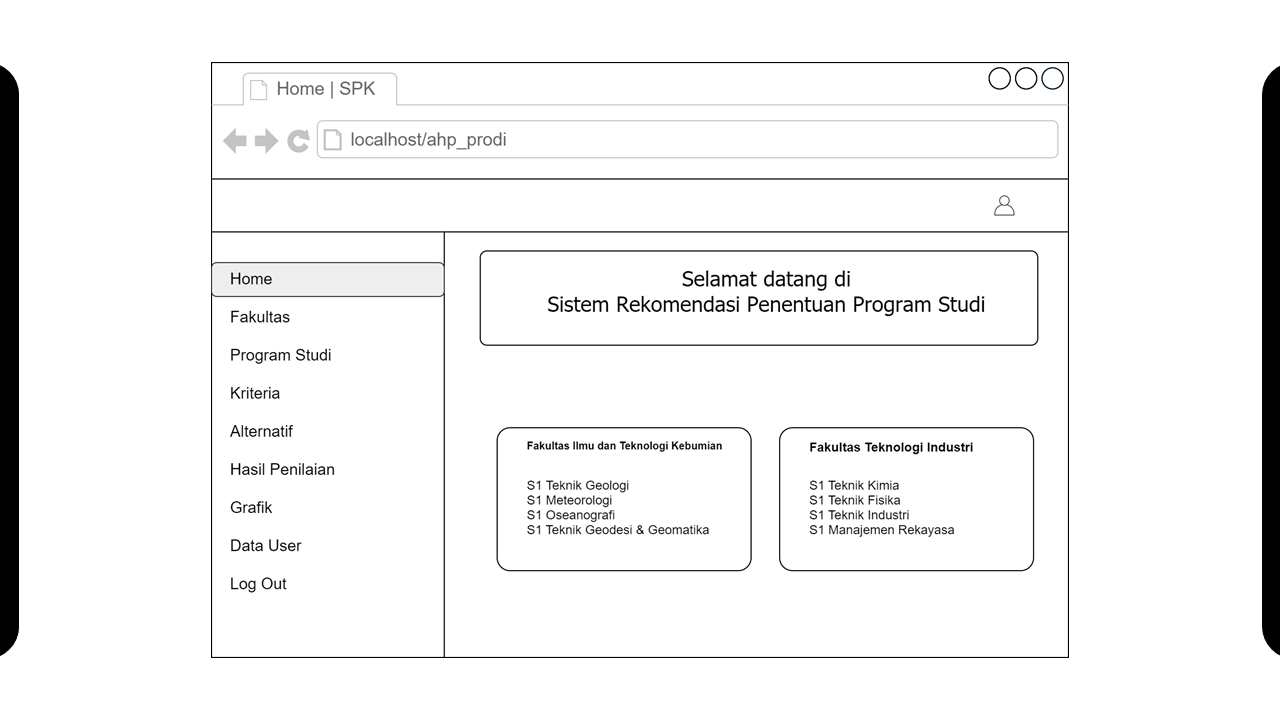 Home | SPK
localhost/ahp_prodi
Home
Fakultas
Program Studi
Kriteria
Alternatif
Hasil Penilaian
Grafik
Data User
Log Out
Selamat datang di
Sistem Rekomendasi Penentuan Program Studi
Fakultas Ilmu dan Teknologi Kebumian
S1 Teknik Geologi
S1 Meteorologi
S1 Oseanografi
S1 Teknik Geodesi & Geomatika
Fakultas Teknologi Industri
S1 Teknik Kimia
S1 Teknik Fisika
S1 Teknik Industri
S1 Manajemen Rekayasa